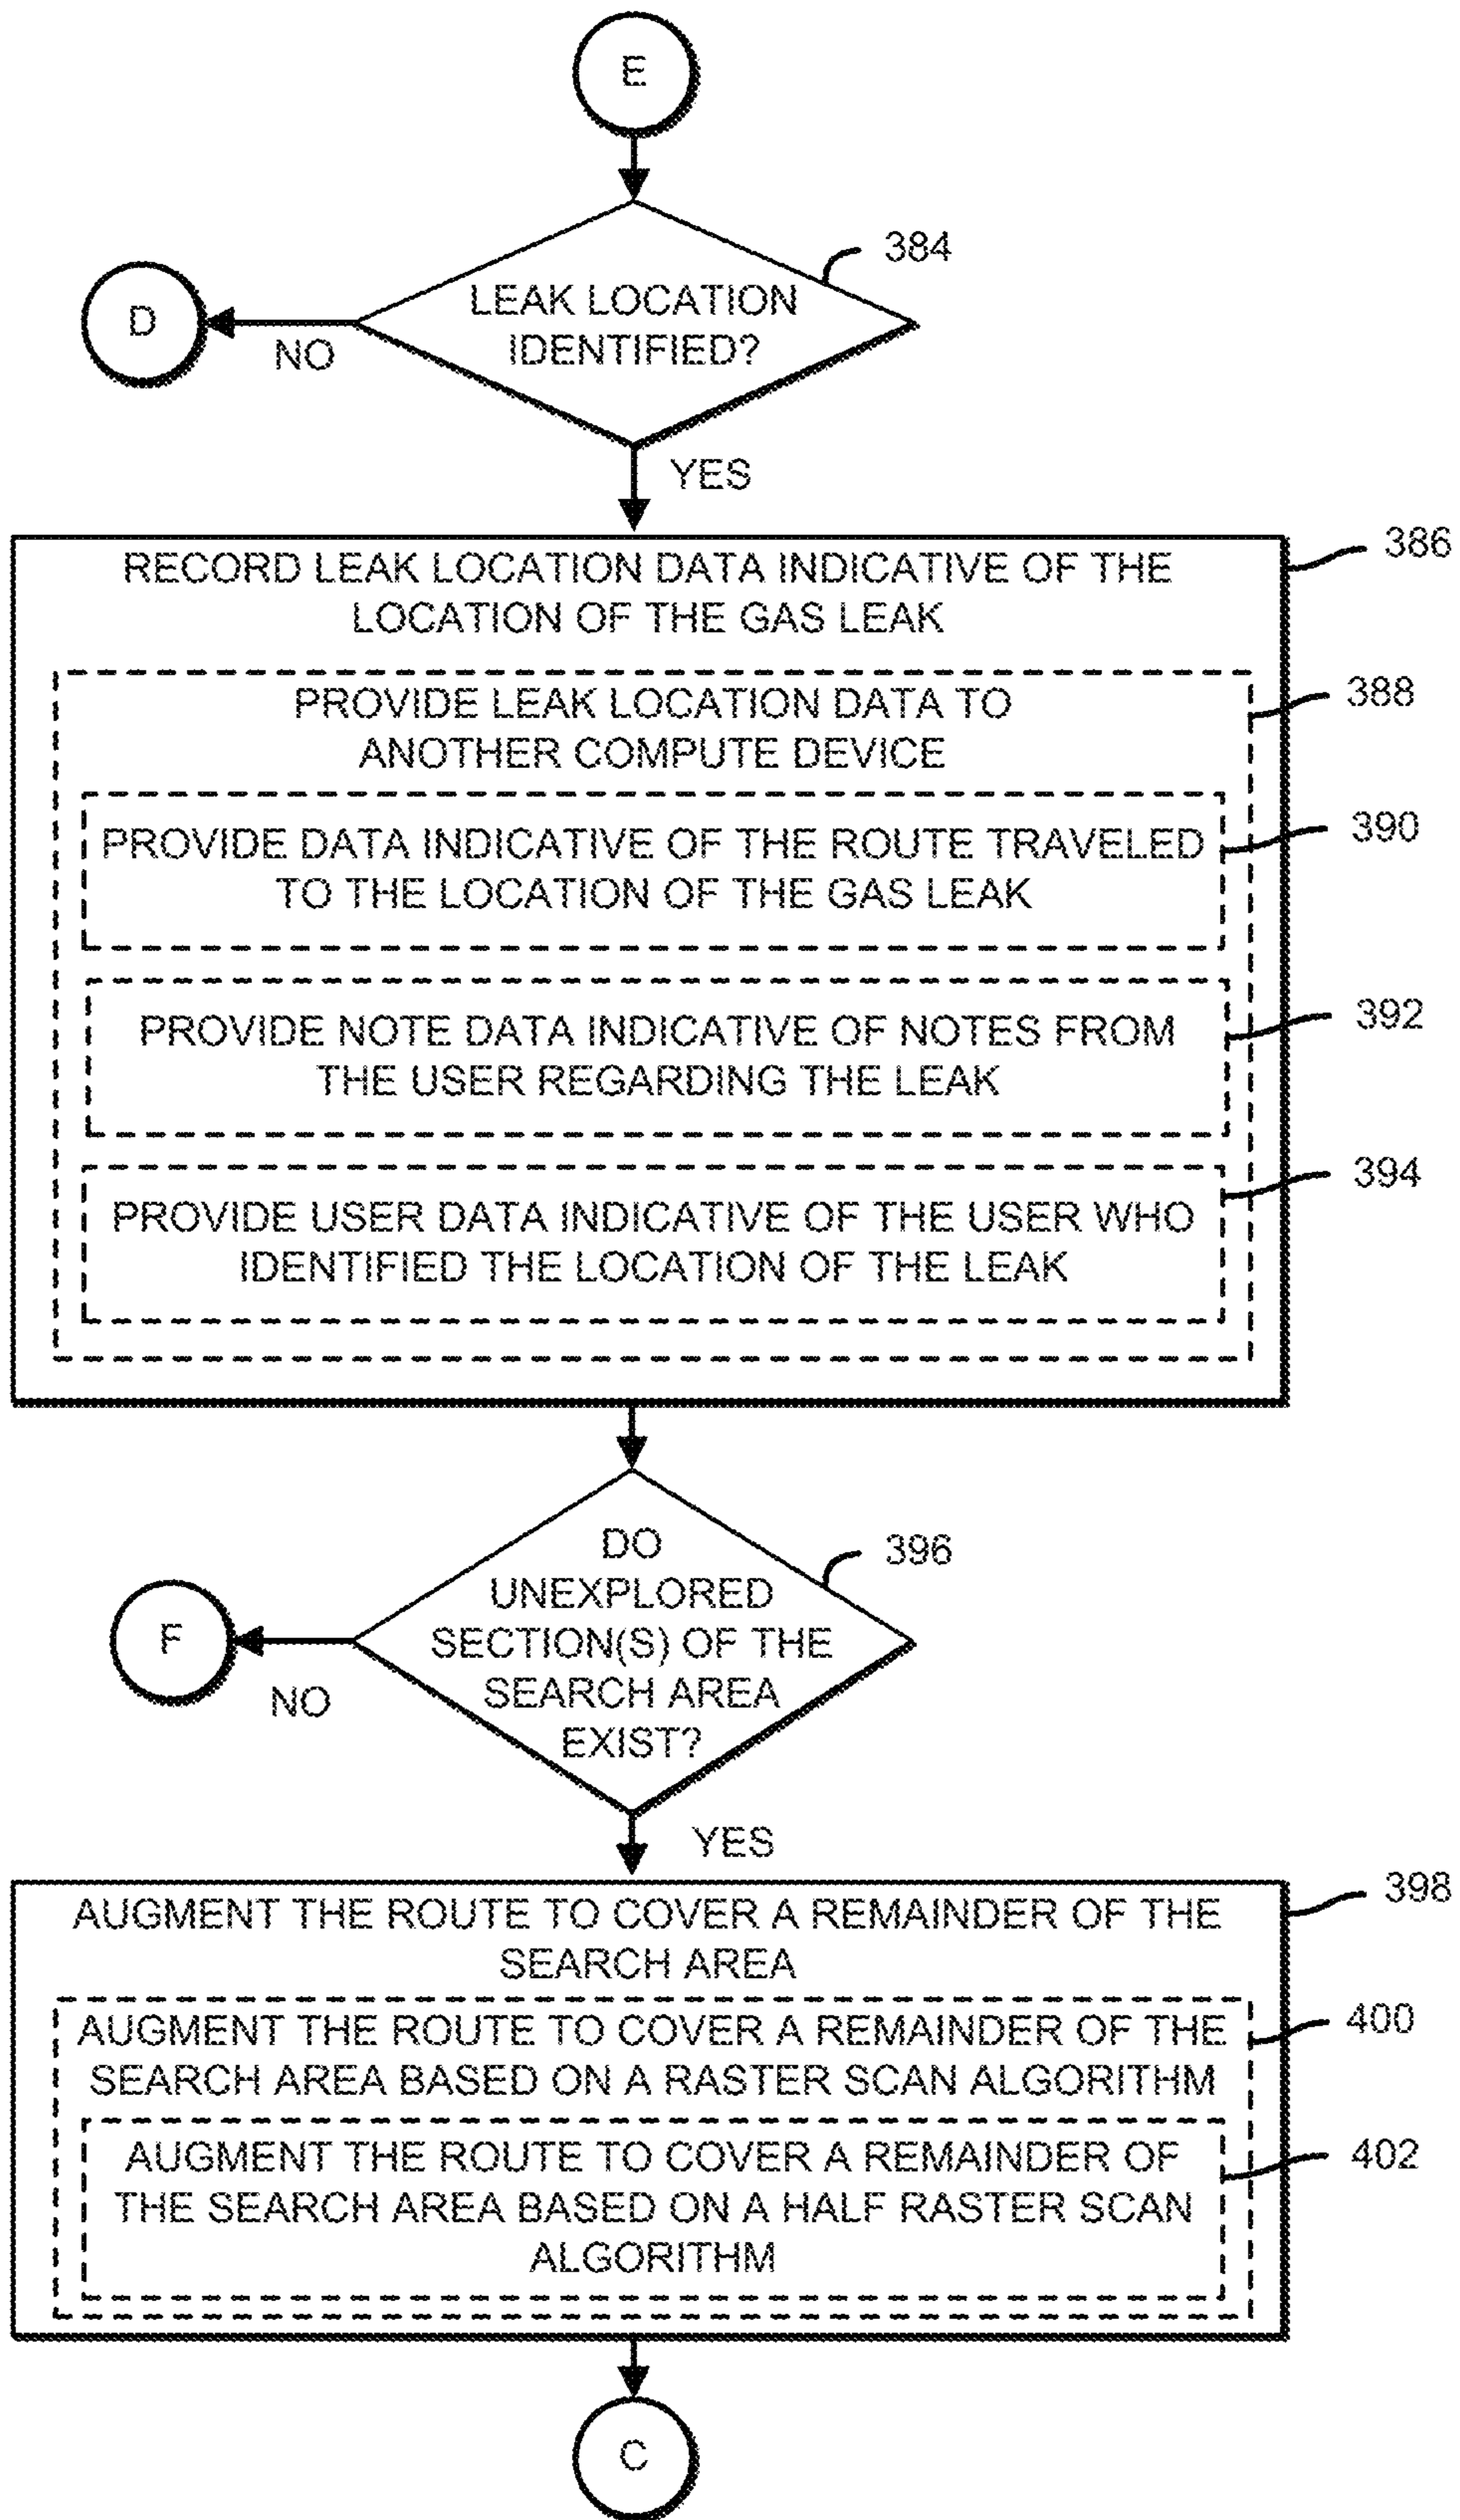 E
384
LEAK LOCATION
IDENTIFIED?
D
NO
YES
386
RECORD LEAK LOCATION DATA INDICATIVE OF THE
LOCATION OF THE GAS LEAK
388
PROVIDE LEAK LOCATION DATA TO
ANOTHER COMPUTE DEVICE
390
PROVIDE DATA INDICATIVE OF THE ROUTE TRAVELED
TO THE LOCATION OF THE GAS LEAK
392
PROVIDE NOTE DATA INDICATIVE OF NOTES FROM
THE USER REGARDING THE LEAK
394
PROVIDE USER DATA INDICATIVE OF THE USER WHO
IDENTIFIED THE LOCATION OF THE LEAK
396
DO
UNEXPLORED
SECTION(S) OF THE
SEARCH AREA
EXIST?
F
NO
YES
398
AUGMENT THE ROUTE TO COVER A REMAINDER OF THE
SEARCH AREA
400
AUGMENT THE ROUTE TO COVER A REMAINDER OF THE
SEARCH AREA BASED ON A RASTER SCAN ALGORITHM
402
AUGMENT THE ROUTE TO COVER A REMAINDER OF
THE SEARCH AREA BASED ON A HALF RASTER SCAN
ALGORITHM
C